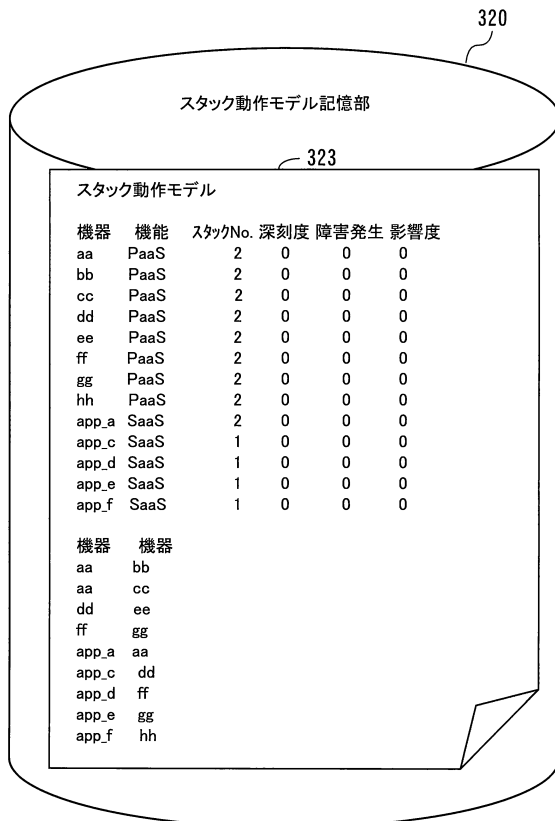 320
スタック動作モデル記憶部
323
スタック動作モデル
機器 機能 スタックNo. 深刻度 障害発生 影響度
aa PaaS 2 0 0 0
bb PaaS 2 0 0 0
cc PaaS 2 0 0 0
dd PaaS 2 0 0 0
ee PaaS 2 0 0 0
ff PaaS 2 0 0 0
gg PaaS 2 0 0 0
hh PaaS 2 0 0 0
app_a SaaS 2 0 0 0
app_c SaaS 1 0 0 0
app_d SaaS 1 0 0 0
app_e SaaS 1 0 0 0
app_f SaaS 1 0 0 0
機器 機器
aa bb
aa cc
dd ee
ff gg
app_a aa
app_c dd
app_d ff
app_e gg
app_f hh